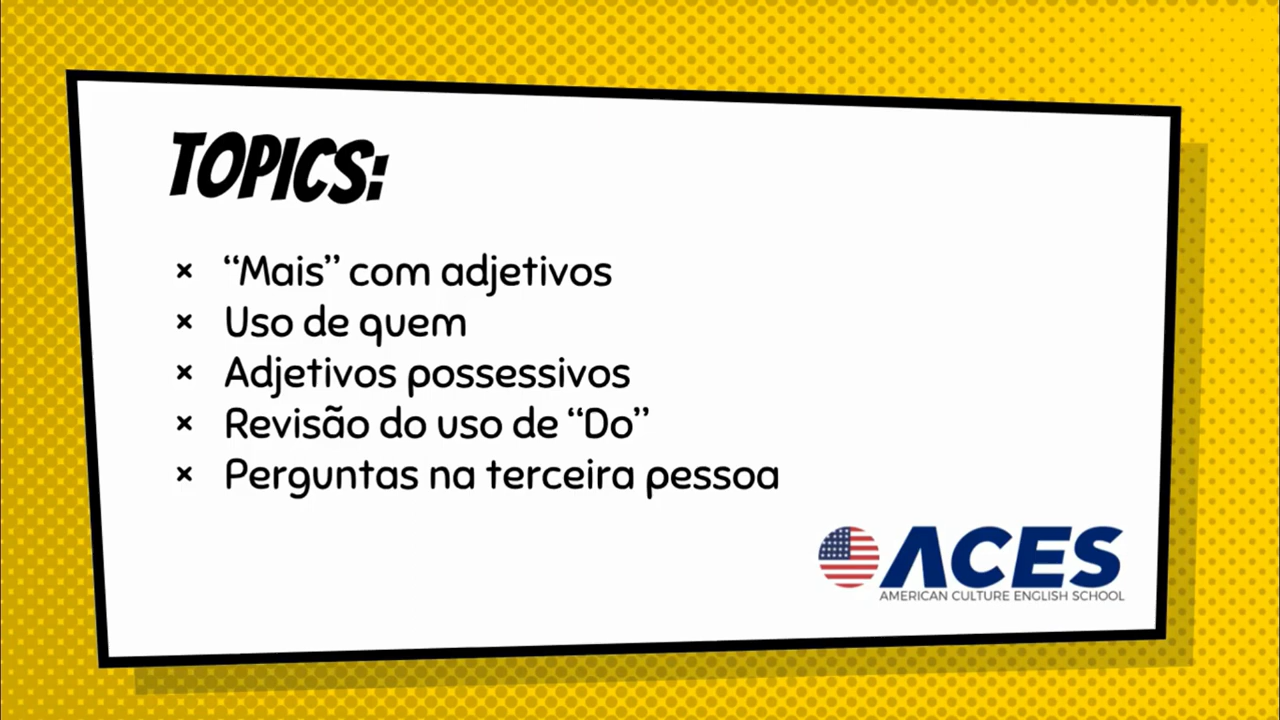 TOPICS:
× “Mais” com adjetivos
× Uso de quem
× Adjetivos possessivos
× Revisão do uso de “Do”
× Perguntas na terceira pessoa
ACES
AMERICAN CULTURE ENGLISH SCHOOL